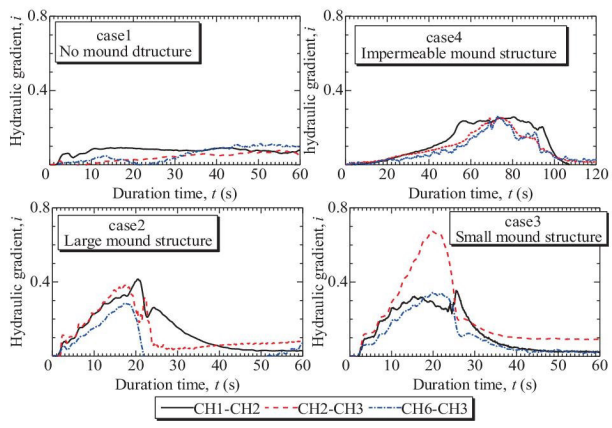 case1
No mound dtructure
Hydraulic gradient, i
0.8
0.4
0 10 20 30 40 50 60
Duration time, t (s)
case4
Impermeable mound structure
hydraulic gradient, i
0.8
0.4
0 20 40 60 80 100 120
Duration time, t (s)
case2
Large mound structure
Hydraulic gradient, i
0.8
0.4
0 10 20 30 40 50 60
Duration time, t (s)
case3
Small mound structure
Hydraulic gradient, i
0.8
0.4
0 10 20 30 40 50 60
Duration time, t (s)
CH1-CH2 CH2-CH3 CH6-CH3